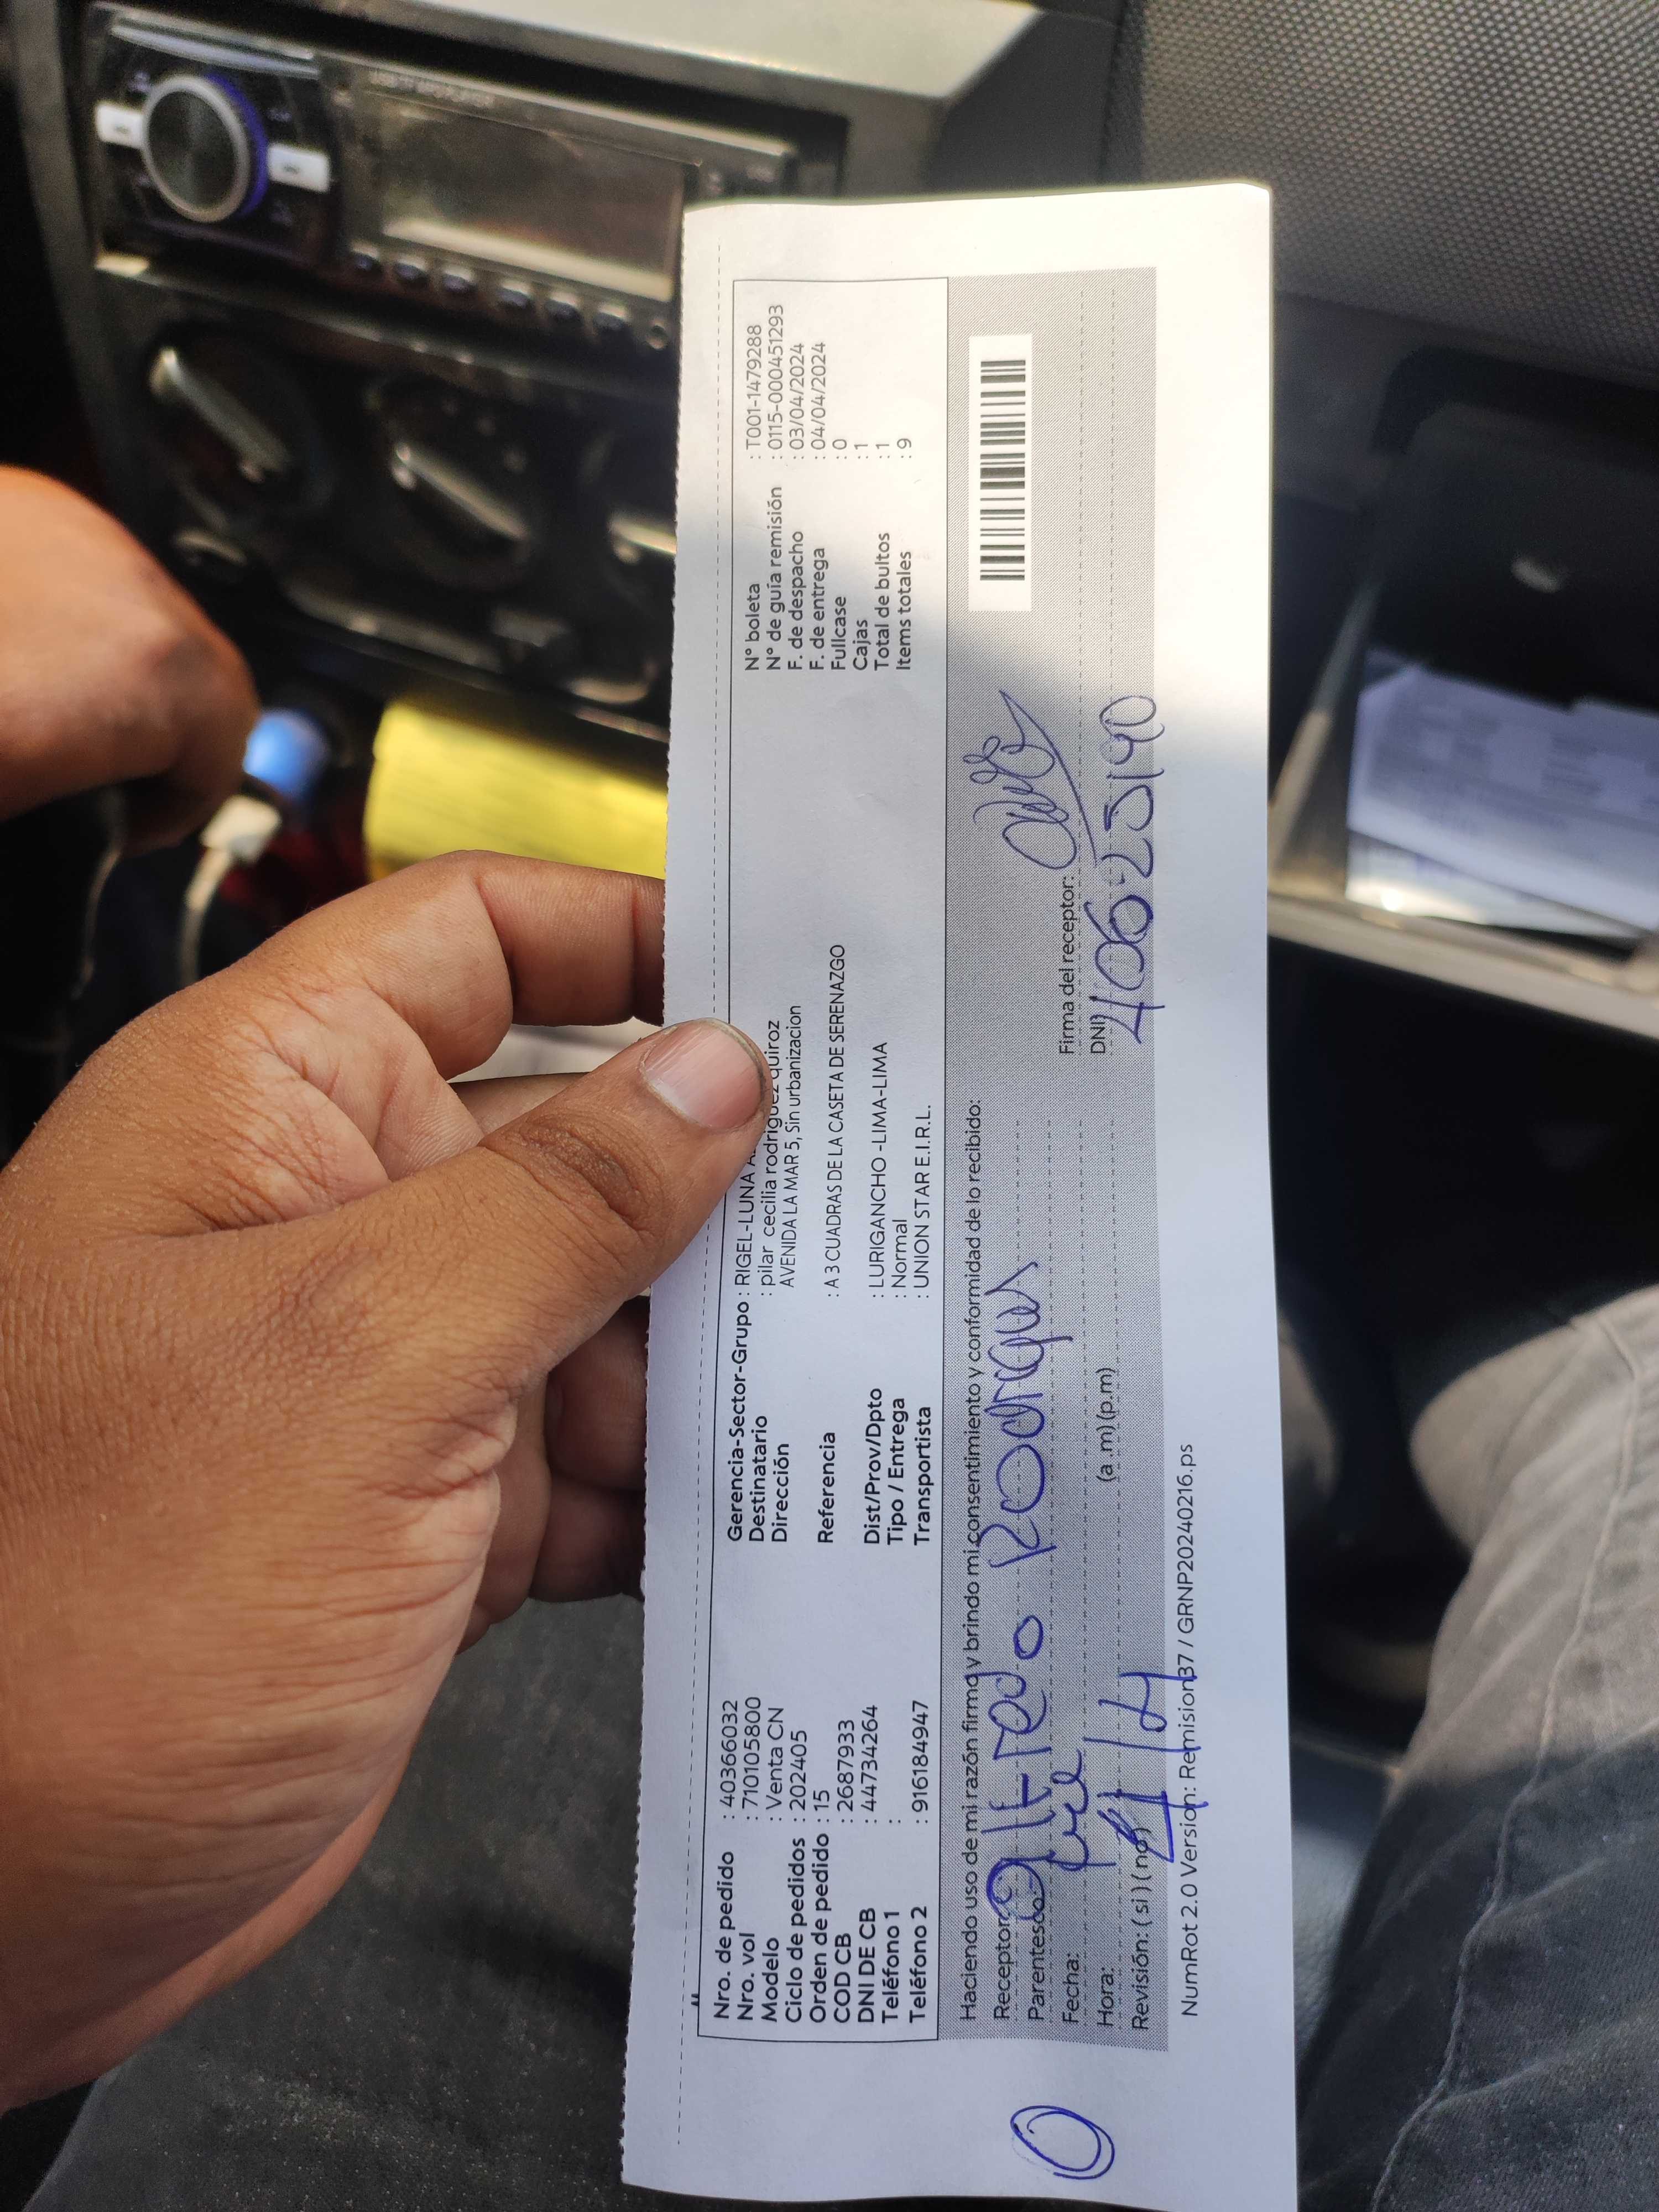 Nro. de pedido : 40366032
Nro. vol : 710105800
Modelo : Venta CN
Ciclo de pedidos : 202405
Orden de pedido : 15
COD CB : 2687933
DNI DE CB : 44734264
Teléfono 1 :
Teléfono 2 : 916184947
Gerencia-Sector-Grupo : RIGEL-LUNA
Destinatario : pilar cecilia rodriguez quiroz
Dirección AVENIDA LA MAR 5, Sin urbanizacion
Referencia : A 3 CUADRAS DE LA CASETA DE SERENAZGO
Dist/Prov/Dpto : LURIGANCHO -LIMA-LIMA
Tipo / Entrega : Normal
Transportista : UNION STAR E.I.R.L.
N° boleta : T001-1479288
N° de guía remisión : 0115-000451293
F. de despacho : 03/04/2024
F. de entrega : 04/04/2024
Fullcase : 0
Cajas : 1
Total de bultos : 1
Items totales : 9
Haciendo uso de mi razón firmo y brindo mi consentimiento y conformidad de lo recibido:
Receptor: Rodriguez
Parentesco:
Fecha:
Hora: (a .m) (p.m)
Revisión: ( si ) ( no )
Firma del receptor:
DNI 40623140
NumRot 2.0 Version: Remision37 / GRNP20240216.ps